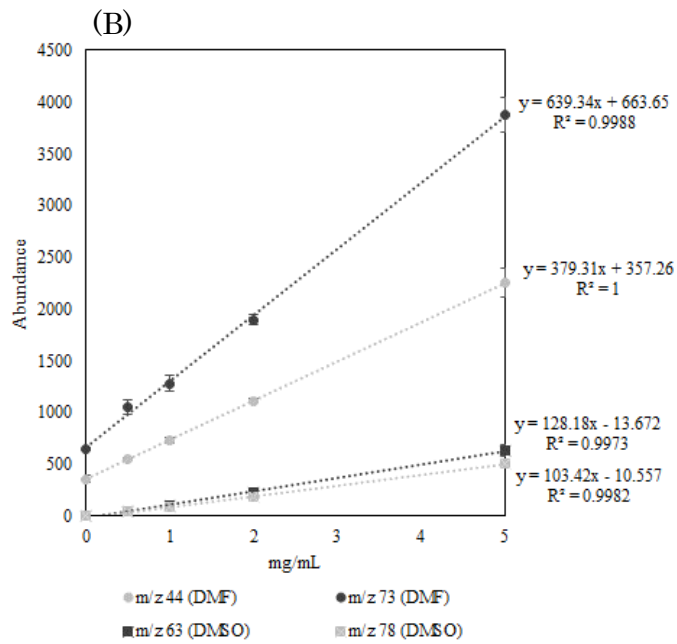 (B)
4500
4000
3500
3000
2500
2000
1500
1000
500
0
Abundance
y = 639.34x + 663.65
R² = 0.9988
y = 379.31x + 357.26
R² = 1
y = 128.18x - 13.672
R² = 0.9973
y = 103.42x - 10.557
R² = 0.9982
0 1 2 3 4 5
mg/mL
m/z 44 (DMF) m/z 73 (DMF)
m/z 63 (DMSO) m/z 78 (DMSO)